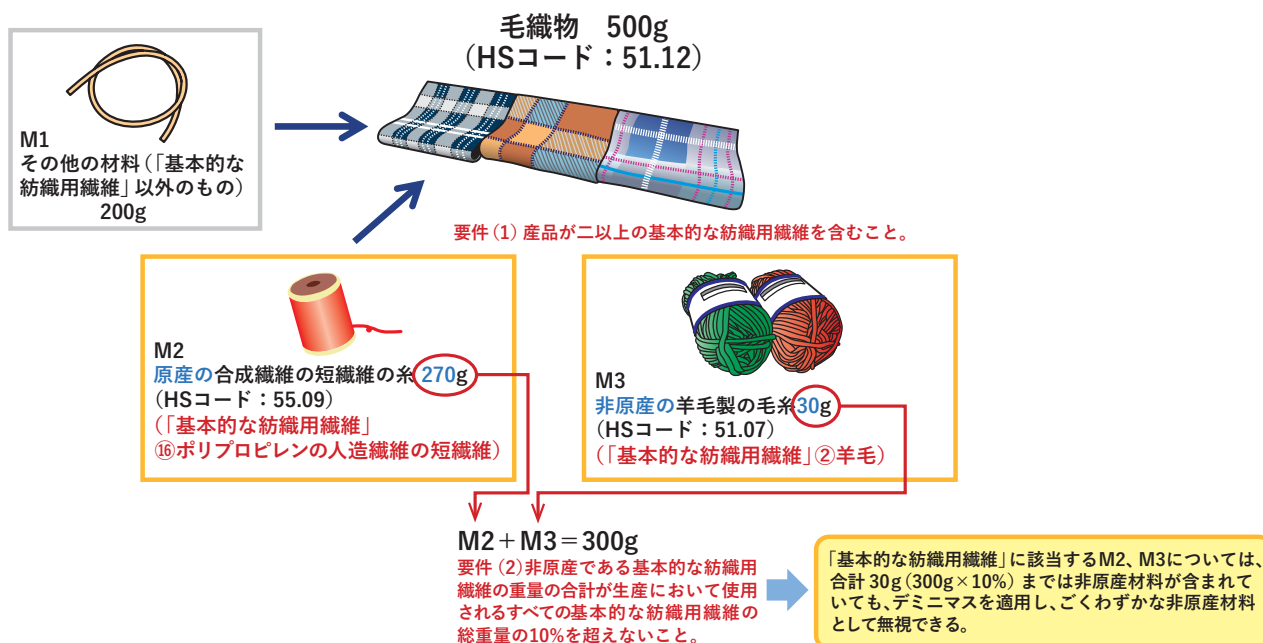 毛織物　500g
（HSコード：51.12）
M1
その他の材料（「基本的な
紡織用繊維」以外のもの）
200g
要件（1）産品が二以上の基本的な紡織用繊維を含むこと。
M2
原産の合成繊維の短繊維の糸270g
（HSコード：55.09）
（「基本的な紡織用繊維」
⑯ポリプロピレンの人造繊維の短繊維）
M3
非原産の羊毛製の毛糸30g
（HSコード：51.07）
（「基本的な紡織用繊維」②羊毛）
M2＋M3＝300g
要件（2）非原産である基本的な紡織用
繊維の重量の合計が生産において使用
されるすべての基本的な紡織用繊維の
総重量の10%を超えないこと。
「基本的な紡織用繊維」に該当するM2、M3については、
合計30g（300g×10%）までは非原産材料が含まれて
いても、デミニマスを適用し、ごくわずかな非原産材料
として無視できる。